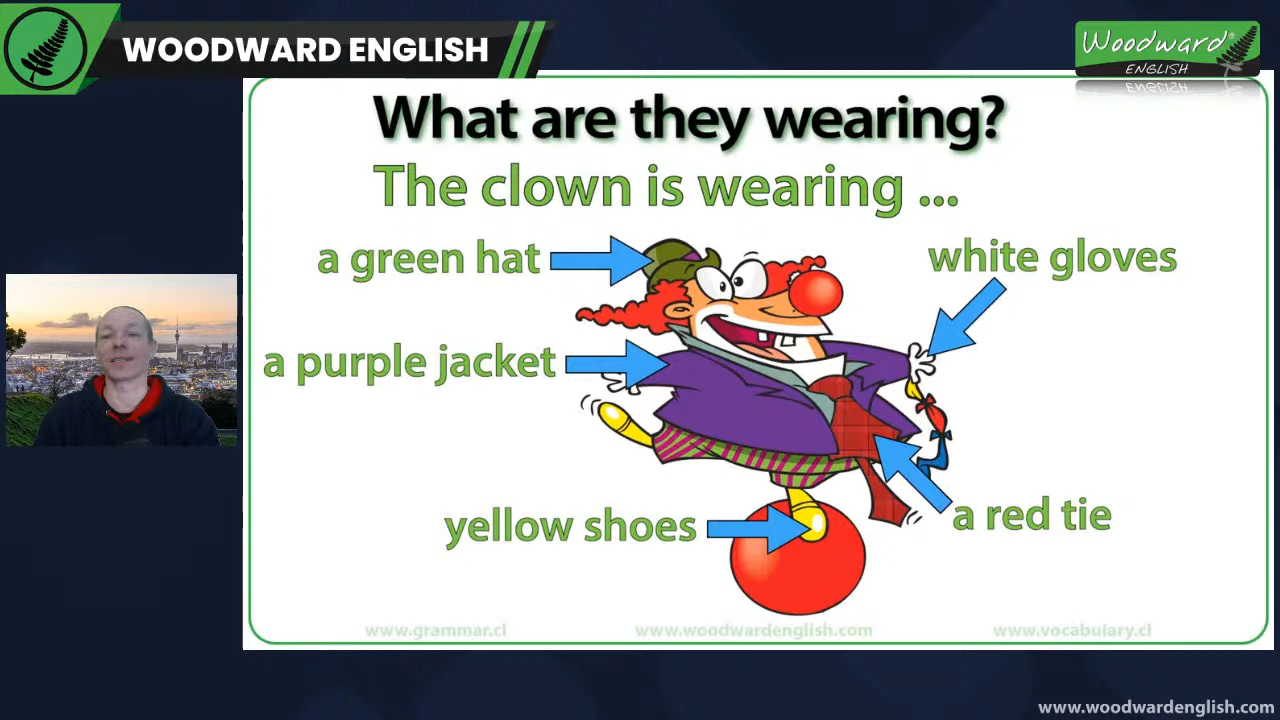 WOODWARD ENGLISH
Woodward®
ENGLISH
What are they wearing?
The clown is wearing ...
a green hat
white gloves
a purple jacket
yellow shoes
a red tie
www.grammar.cl
www.woodwardenglish.com
www.vocabulary.cl
www.woodwardenglish.com